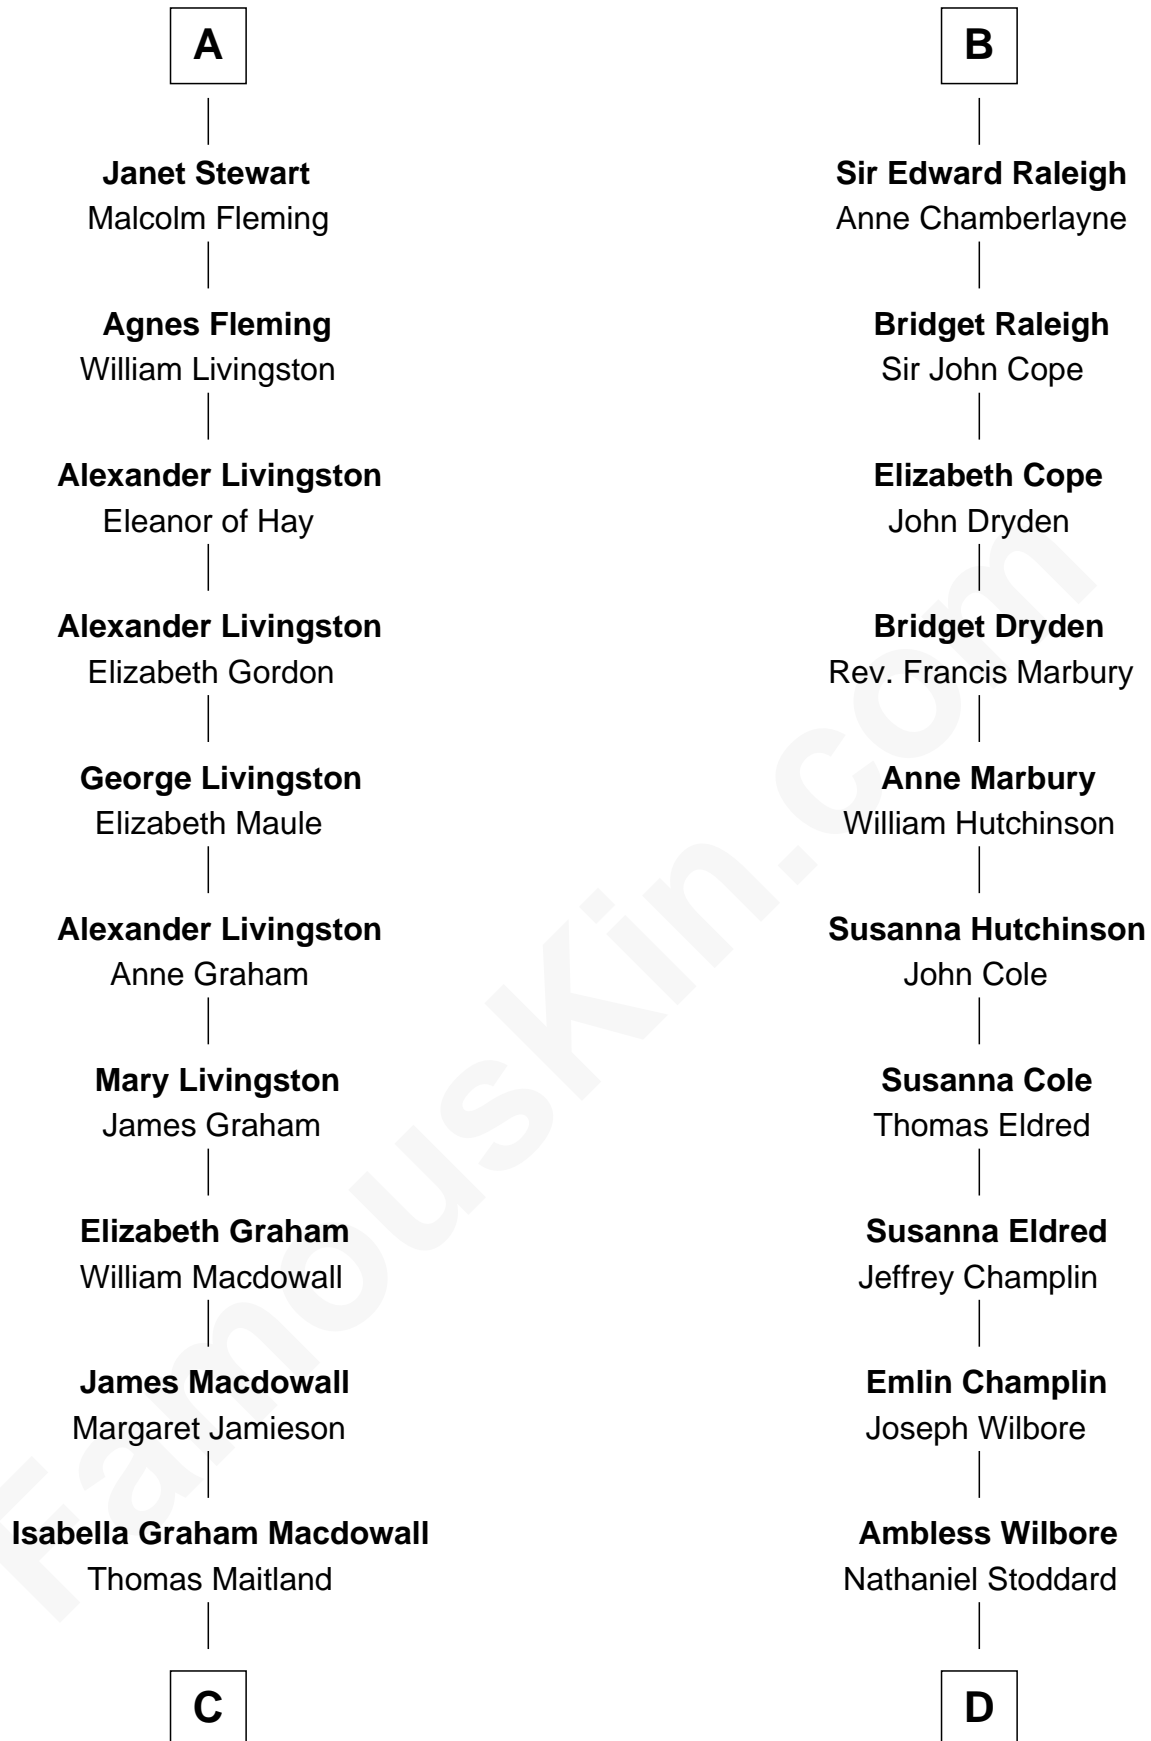 A
Janet Stewart
Malcolm Fleming
Agnes Fleming
William Livingston
Alexander Livingston
Eleanor of Hay
Alexander Livingston
Elizabeth Gordon
George Livingston
Elizabeth Maule
Alexander Livingston
Anne Graham
Mary Livingston
James Graham
Elizabeth Graham
William Macdowall
James Macdowall
Margaret Jamieson
Isabella Graham Macdowall
Thomas Maitland
C
B
Sir Edward Raleigh
Anne Chamberlayne
Bridget Raleigh
Sir John Cope
Elizabeth Cope
John Dryden
Bridget Dryden
Rev. Francis Marbury
Anne Marbury
William Hutchinson
Susanna Hutchinson
John Cole
Susanna Cole
Thomas Eldred
Susanna Eldred
Jeffrey Champlin
Emlin Champlin
Joseph Wilbore
Ambless Wilbore
Nathaniel Stoddard
D
FamousKin.com